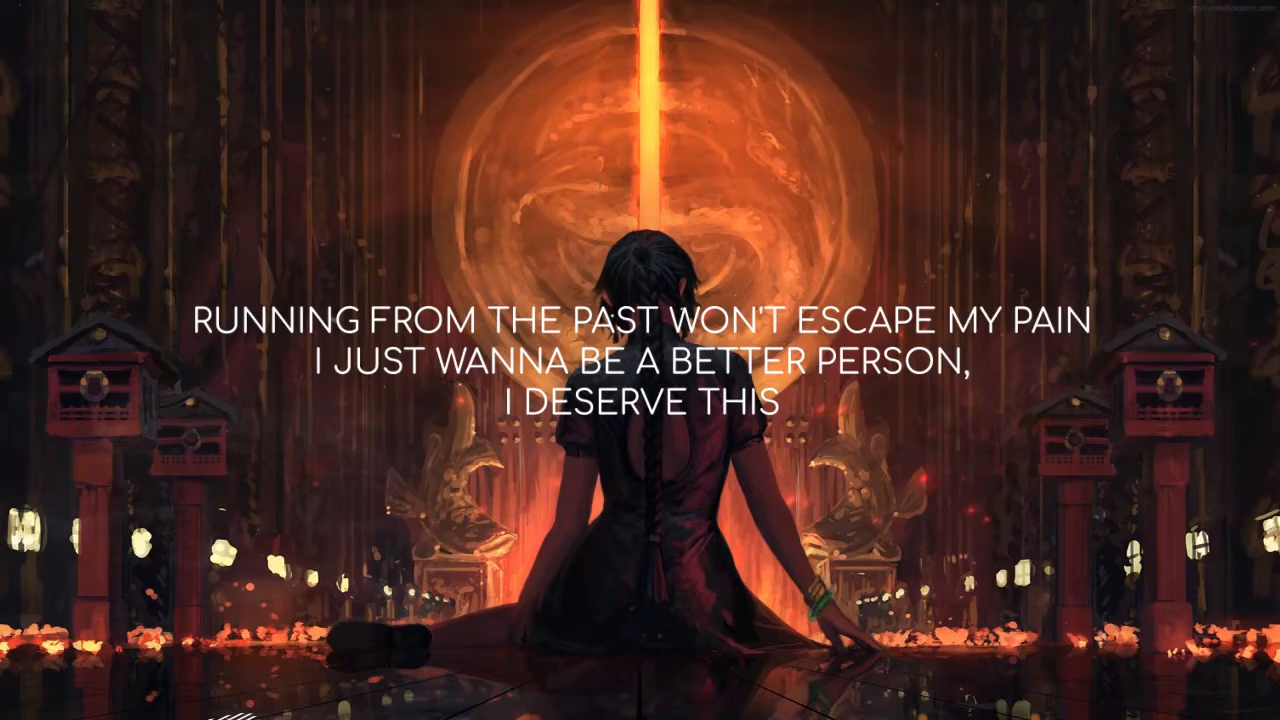 RUNNING FROM THE PAST WON'T ESCAPE MY PAIN
I JUST WANNA BE A BETTER PERSON,
I DESERVE THIS